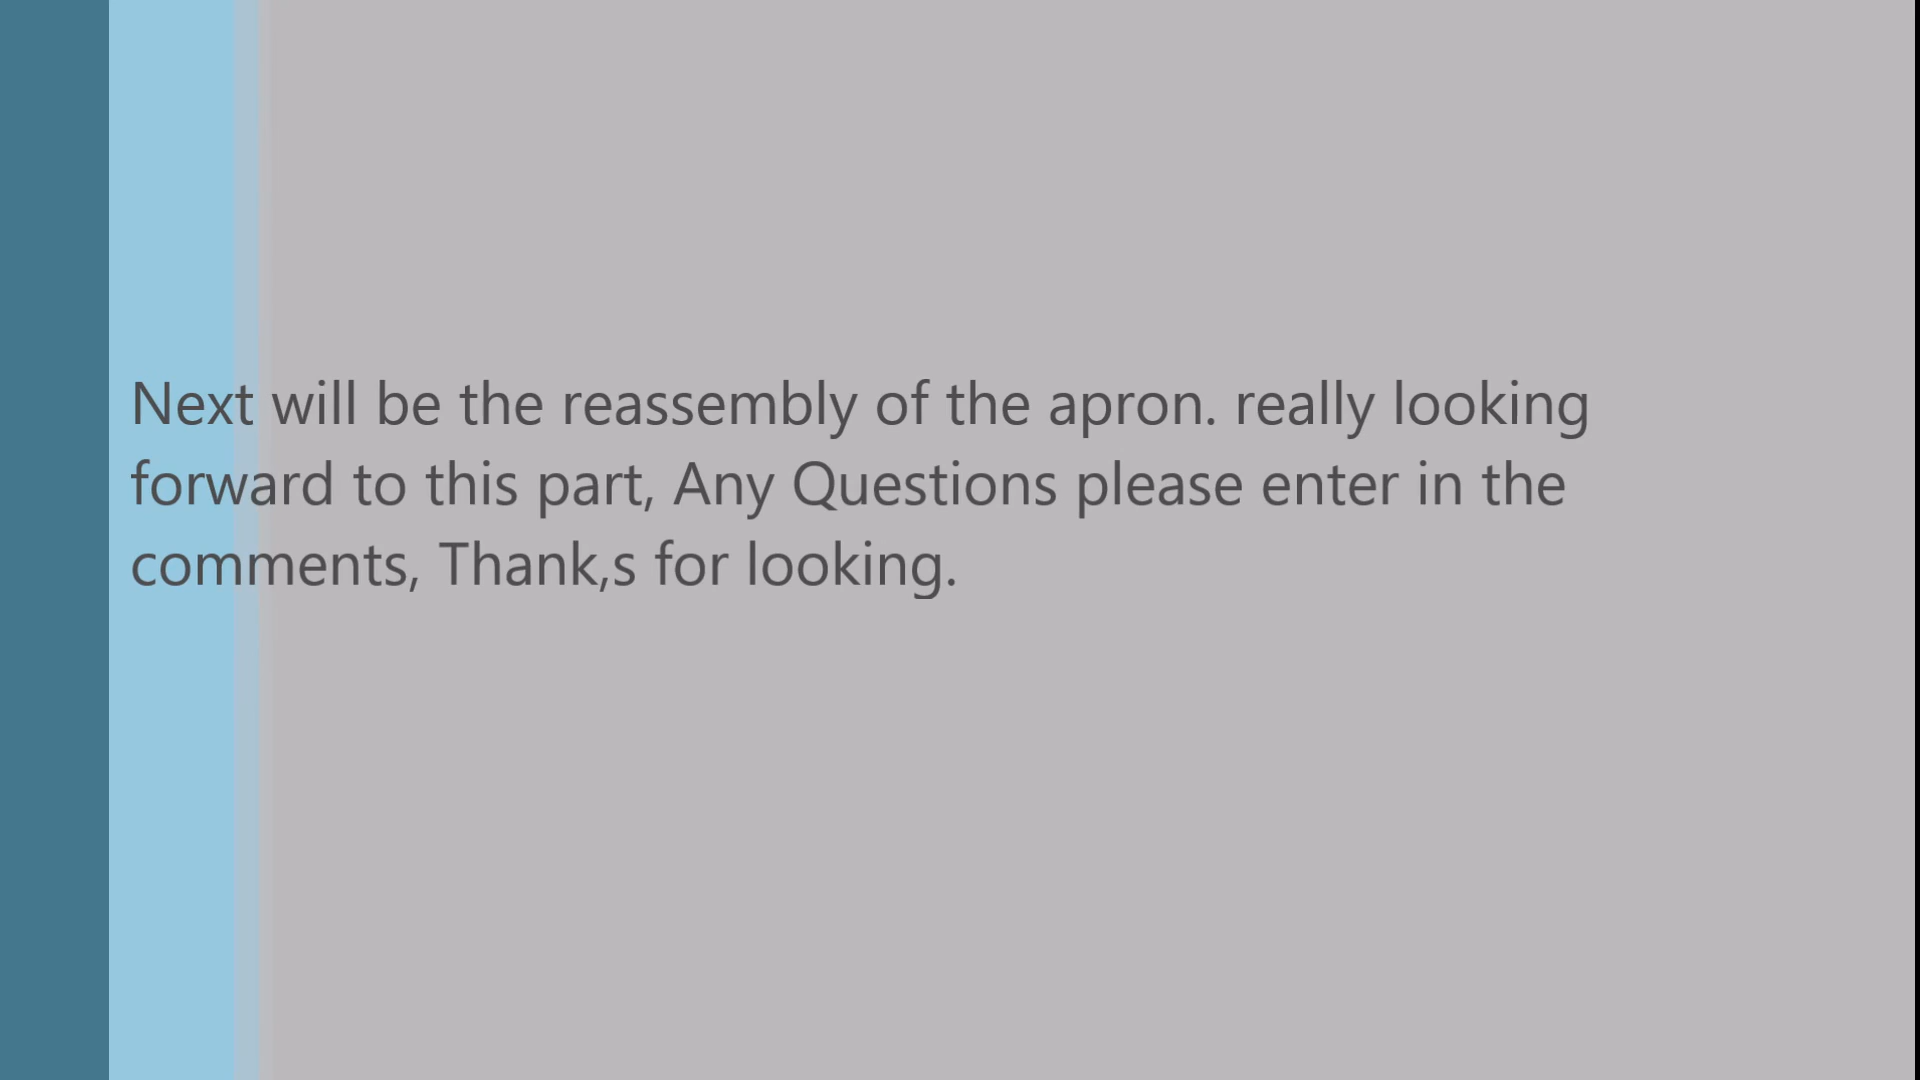 Next will be the reassembly of the apron. really looking
forward to this part, Any Questions please enter in the
comments, Thank,s for looking.